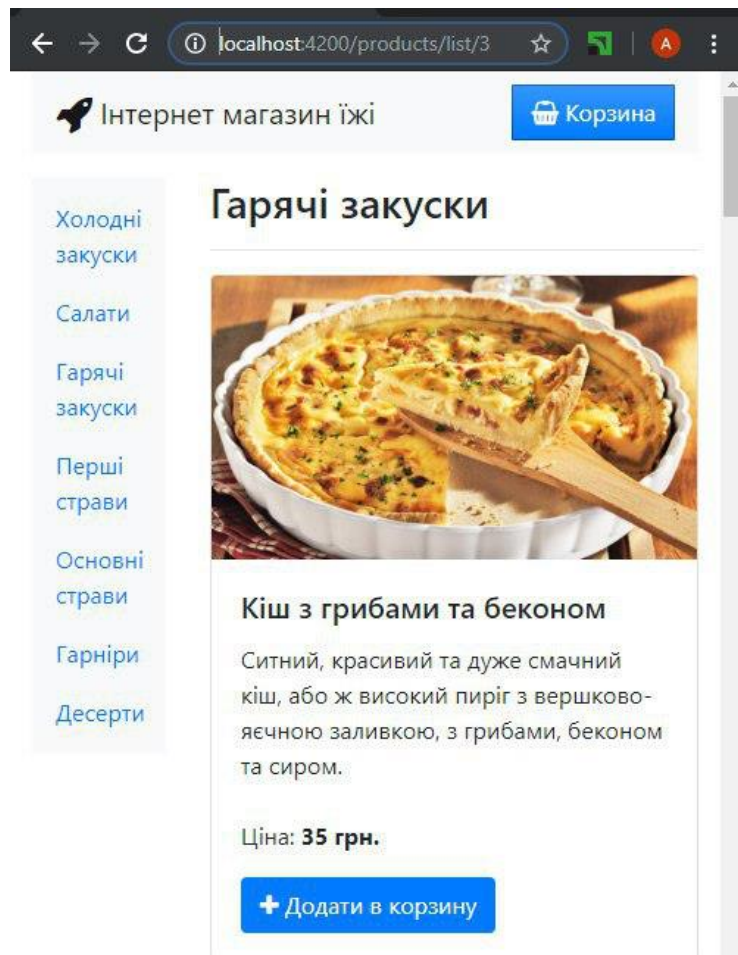 localhost:4200/products/list/3
A
Інтернет магазин їжі
Корзина
Холодні
закуски
Салати
Гарячі
закуски
Перші
страви
Основні
страви
Гарніри
Десерти
Гарячі закуски
Кіш з грибами та беконом
Ситний, красивий та дуже смачний
кіш, або ж високий пиріг з вершково-
яєчною заливкою, з грибами, беконом
та сиром.
Ціна: 35 грн.
Додати в корзину